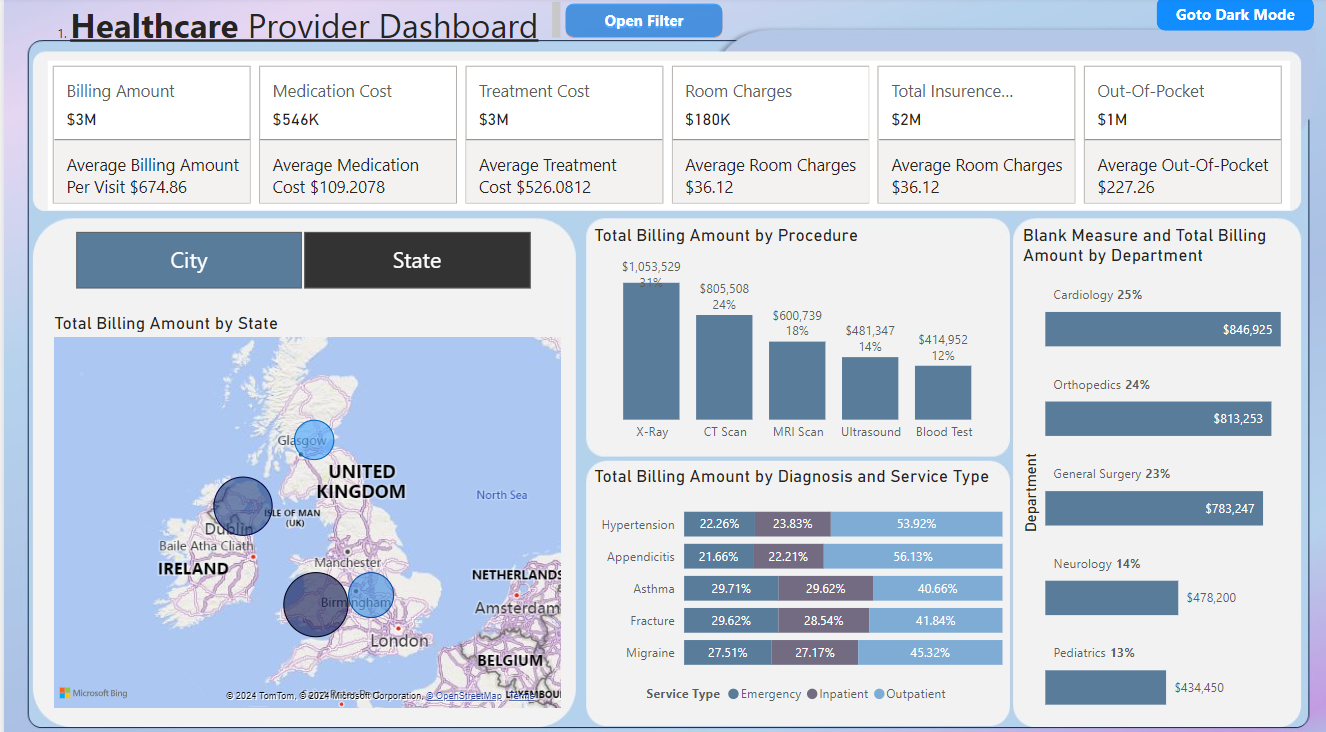 1. Healthcare Provider Dashboard
Open Filter
Goto Dark Mode
Billing Amount
$3M
Average Billing Amount
Per Visit $674.86
Medication Cost
$546K
Average Medication
Cost $109.2078
Treatment Cost
$3M
Average Treatment
Cost $526.0812
Room Charges
$180K
Average Room Charges
$36.12
Total Insurence...
$2M
Average Room Charges
$36.12
Out-Of-Pocket
$1M
Average Out-Of-Pocket
$227.26
City
State
Total Billing Amount by State
Glasgow
UNITED
KINGDOM
North Sea
ISLE OF MAN
(UK)
Dublin
Baile Atha Cliath
IRELAND
Manchester
NETHERLANDS
Birmingham
Amsterdam
London
BELGIUM
Microsoft Bing
© 2024 TomTom, © 2024 Microsoft Corporation, © OpenStreetMap Terms
Total Billing Amount by Procedure
$1,053,529
31%
$805,508
24%
$600,739
18%
$481,347
14%
$414,952
12%
X-Ray
CT Scan
MRI Scan
Ultrasound
Blood Test
Total Billing Amount by Diagnosis and Service Type
Hypertension 22.26% 23.83% 53.92%
Appendicitis 21.66% 22.21% 56.13%
Asthma 29.71% 29.62% 40.66%
Fracture 29.62% 28.54% 41.84%
Migraine 27.51% 27.17% 45.32%
Service Type Emergency Inpatient Outpatient
Blank Measure and Total Billing
Amount by Department
Department
Cardiology 25%
$846,925
Orthopedics 24%
$813,253
General Surgery 23%
$783,247
Neurology 14%
$478,200
Pediatrics 13%
$434,450